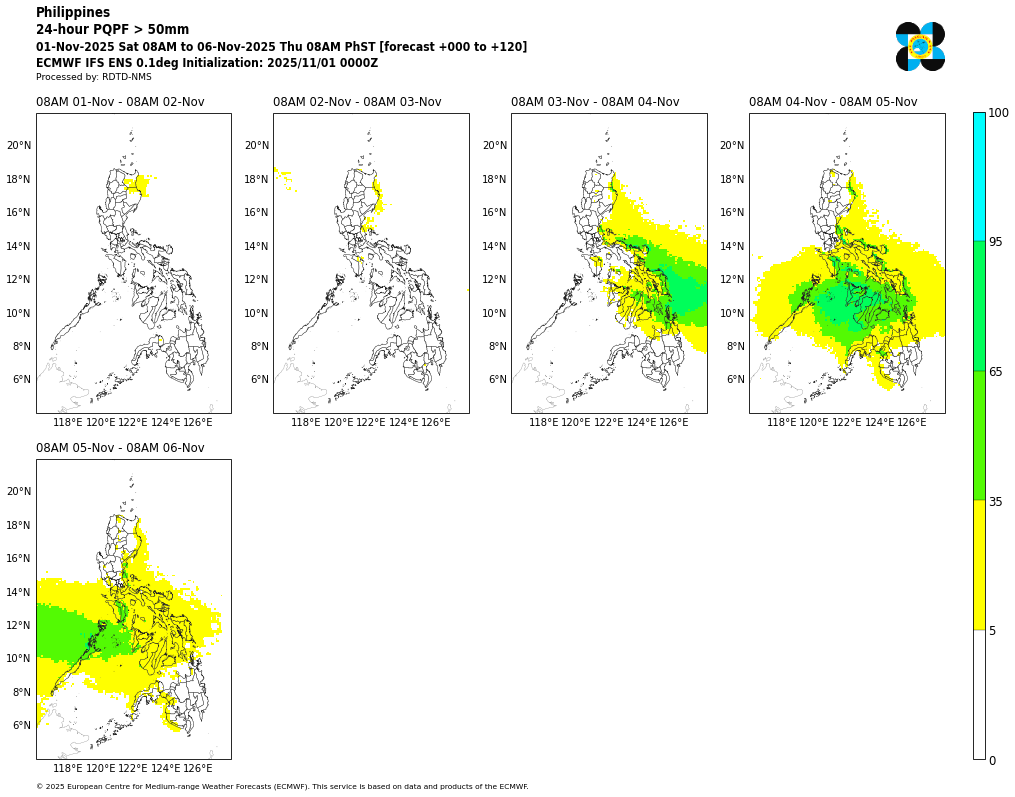 Philippines
24-hour PQPF > 50mm
01-Nov-2025 Sat 08AM to 06-Nov-2025 Thu 08AM PhST [forecast +000 to +120]
ECMWF IFS ENS 0.1deg Initialization: 2025/11/01 0000Z
Processed by: RDTD-NMS
08AM 01-Nov - 08AM 02-Nov
08AM 02-Nov - 08AM 03-Nov
08AM 03-Nov - 08AM 04-Nov
08AM 04-Nov - 08AM 05-Nov
20°N 20°N 20°N 20°N
18°N 18°N 18°N 18°N
16°N 16°N 16°N 16°N
14°N 14°N 14°N 14°N
12°N 12°N 12°N 12°N
10°N 10°N 10°N 10°N
8°N 8°N 8°N 8°N
6°N 6°N 6°N 6°N
118°E 120°E 122°E 124°E 126°E 118°E 120°E 122°E 124°E 126°E 118°E 120°E 122°E 124°E 126°E 118°E 120°E 122°E 124°E 126°E
100
95
65
35
5
0
08AM 05-Nov - 08AM 06-Nov
20°N
18°N
16°N
14°N
12°N
10°N
8°N
6°N
118°E 120°E 122°E 124°E 126°E
© 2025 European Centre for Medium-range Weather Forecasts (ECMWF). This service is based on data and products of the ECMWF.